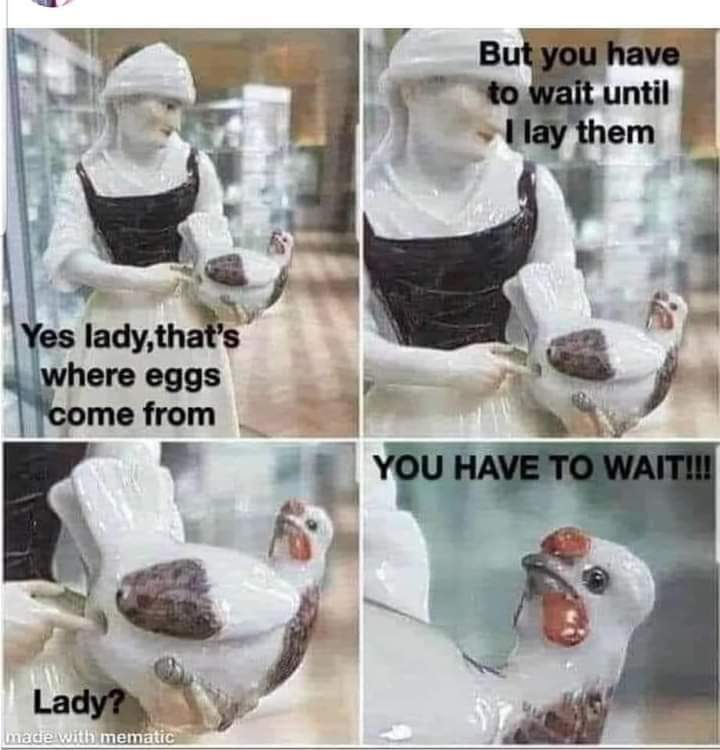 Yes lady,that's
where eggs
come from
But you have
to wait until
I lay them
Lady?
made with mematic
YOU HAVE TO WAIT!!!